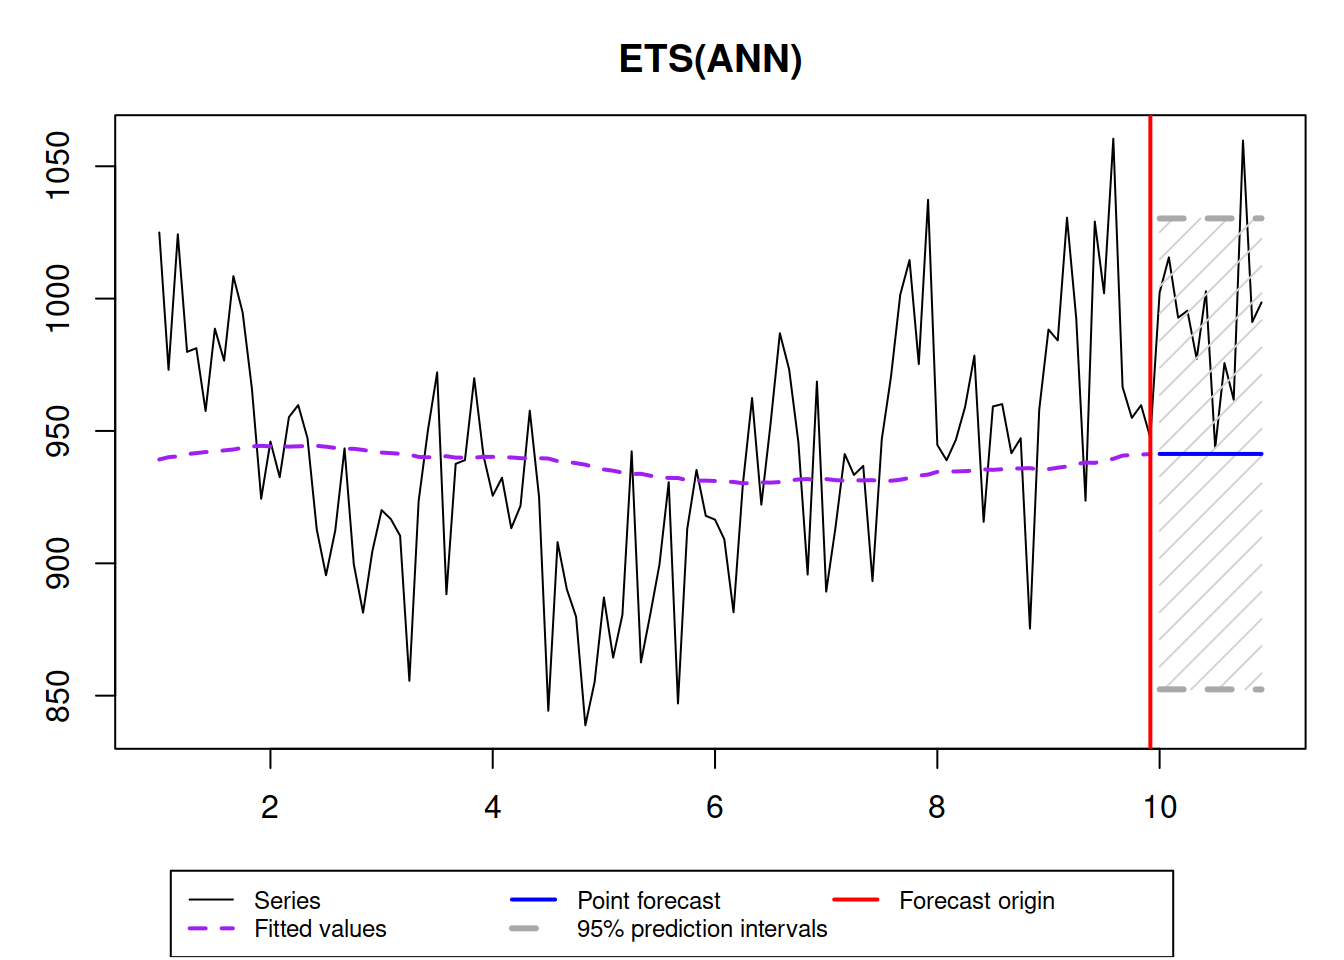 ETS(ANN)
1050
1000
950
900
850
2 4 6 8 10
Series Point forecast Forecast origin
Fitted values 95% prediction intervals